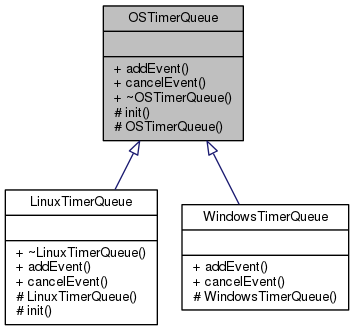 OSTimerQueue
+ addEvent()
+ cancelEvent()
+ ~OSTimerQueue()
# init()
# OSTimerQueue()
LinuxTimerQueue
+ ~LinuxTimerQueue()
+ addEvent()
+ cancelEvent()
# LinuxTimerQueue()
# init()
WindowsTimerQueue
+ addEvent()
+ cancelEvent()
# WindowsTimerQueue()